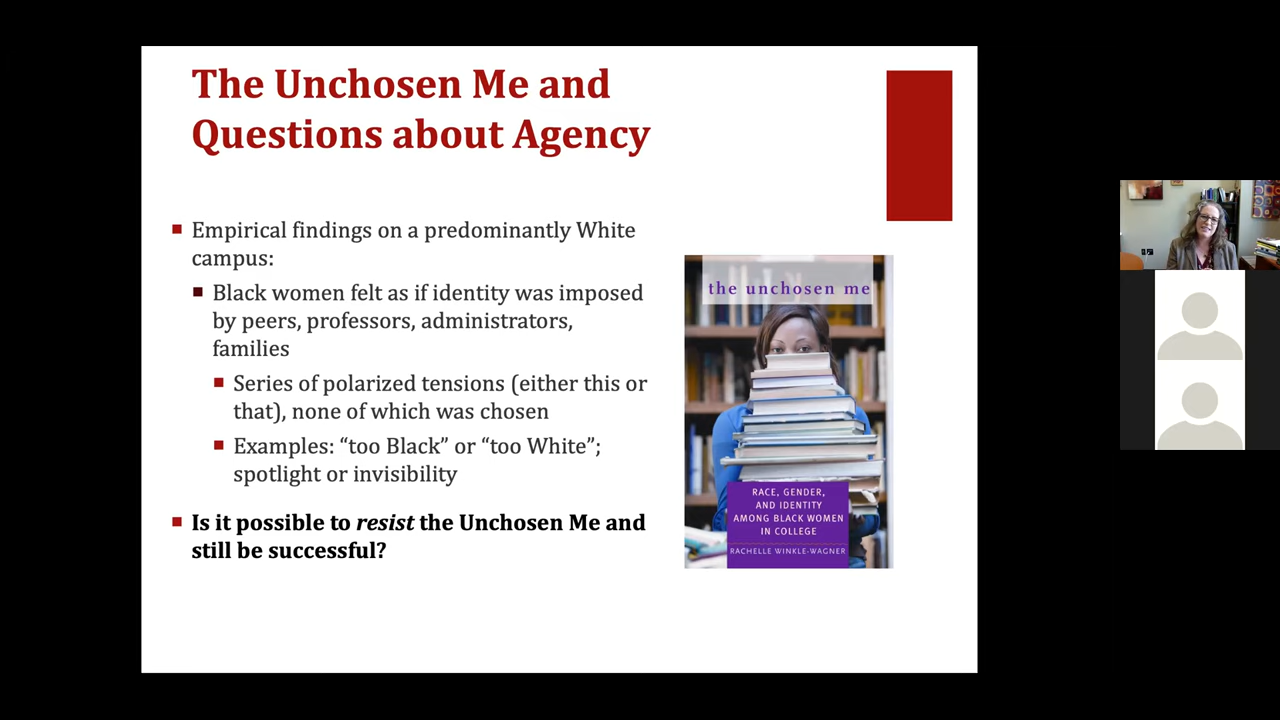 The Unchosen Me and
Questions about Agency
Empirical findings on a predominantly White
campus:
Black women felt as if identity was imposed
by peers, professors, administrators,
families
Series of polarized tensions (either this or
that), none of which was chosen
Examples: “too Black” or “too White”;
spotlight or invisibility
Is it possible to resist the Unchosen Me and
still be successful?
the unchosen me
RACE, GENDER,
AND IDENTITY
AMONG BLACK WOMEN
IN COLLEGE
RACHELLE WINKLE-WAGNER